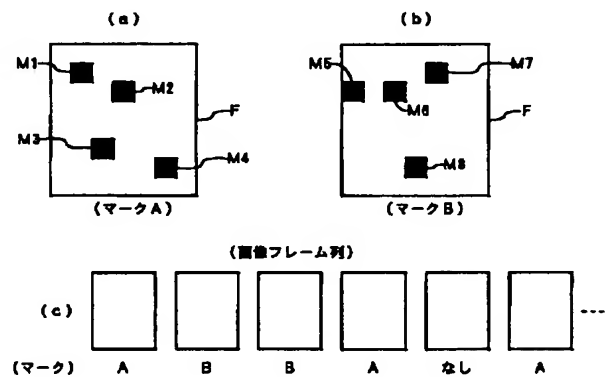 (a) (b)
M1 M2 M3 M4 F
M5 M6 M7 M8 F
(マークA) (マークB)
(画像フレーム列)
(c)
(マーク) A B B A なし A